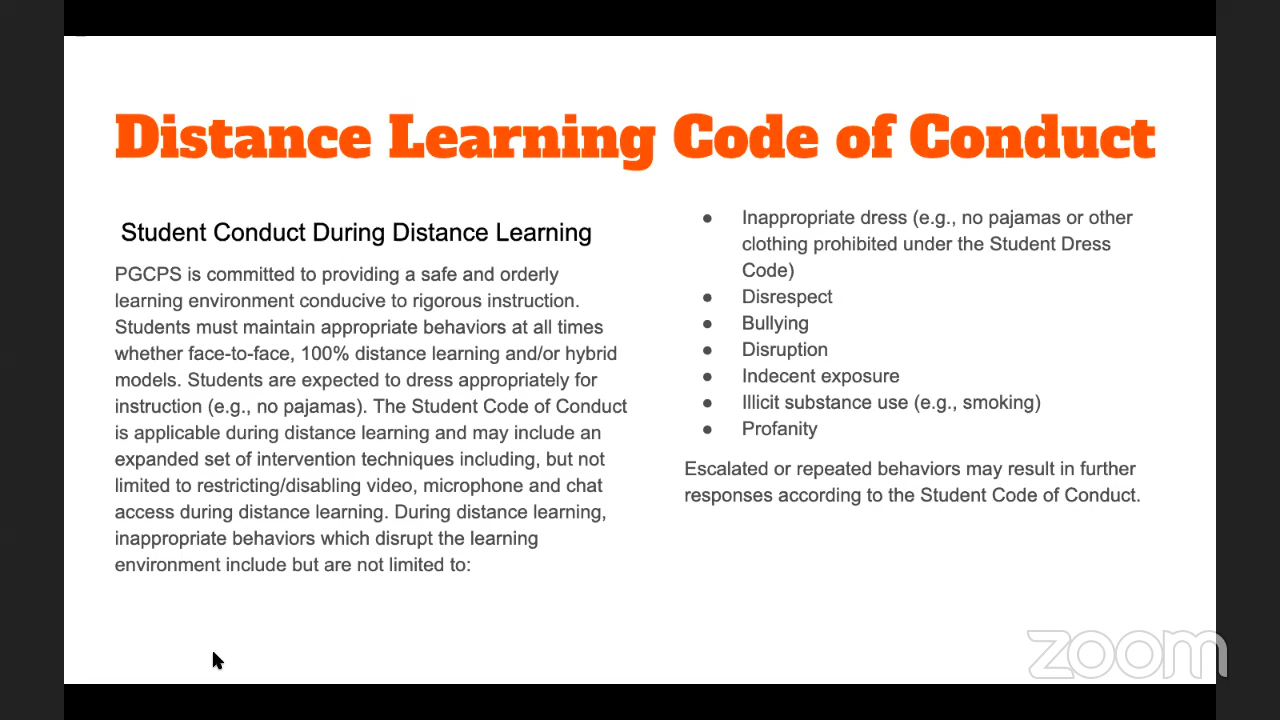 Distance Learning Code of Conduct
Student Conduct During Distance Learning
PGCPS is committed to providing a safe and orderly
learning environment conducive to rigorous instruction.
Students must maintain appropriate behaviors at all times
whether face-to-face, 100% distance learning and/or hybrid
models. Students are expected to dress appropriately for
instruction (e.g., no pajamas). The Student Code of Conduct
is applicable during distance learning and may include an
expanded set of intervention techniques including, but not
limited to restricting/disabling video, microphone and chat
access during distance learning. During distance learning,
inappropriate behaviors which disrupt the learning
environment include but are not limited to:
● Inappropriate dress (e.g., no pajamas or other
clothing prohibited under the Student Dress
Code)
● Disrespect
● Bullying
● Disruption
● Indecent exposure
● Illicit substance use (e.g., smoking)
● Profanity
Escalated or repeated behaviors may result in further
responses according to the Student Code of Conduct.
zoom